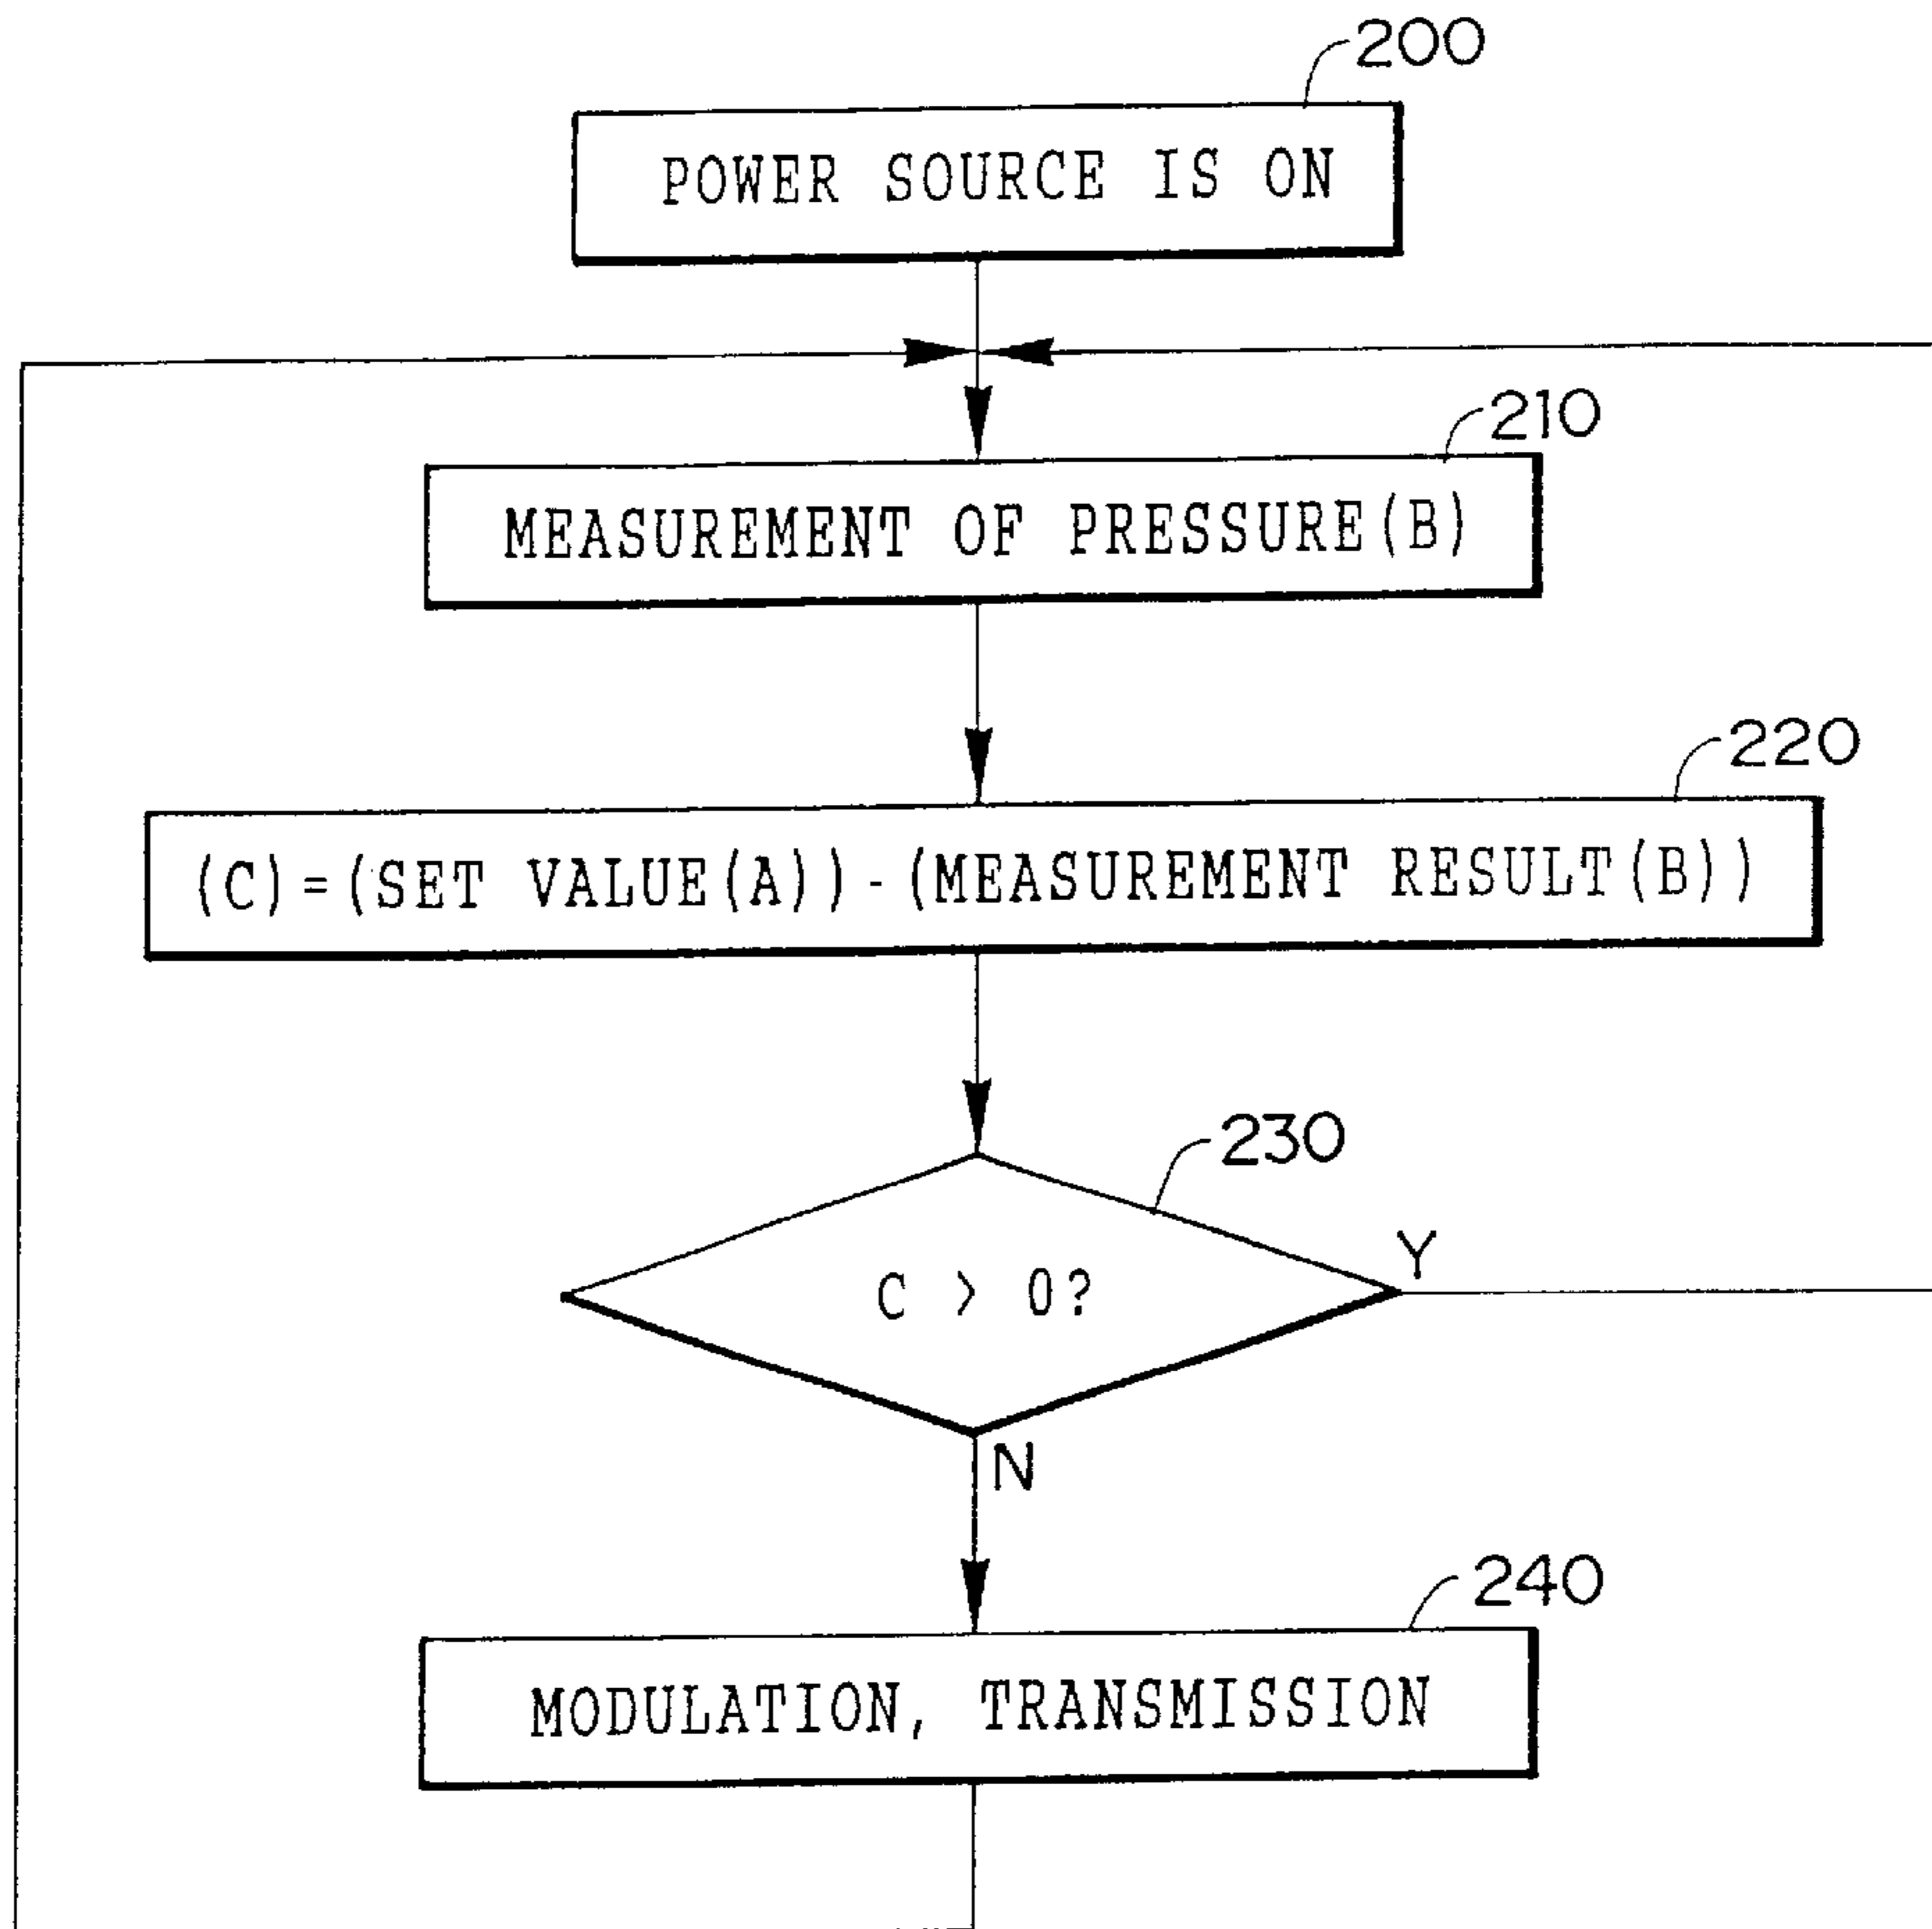 200
POWER SOURCE IS ON
210
MEASUREMENT OF PRESSURE(B)
220
(C)=(SET VALUE(A))-(MEASUREMENT RESULT(B))
230
C > 0?
Y
N
240
MODULATION, TRANSMISSION